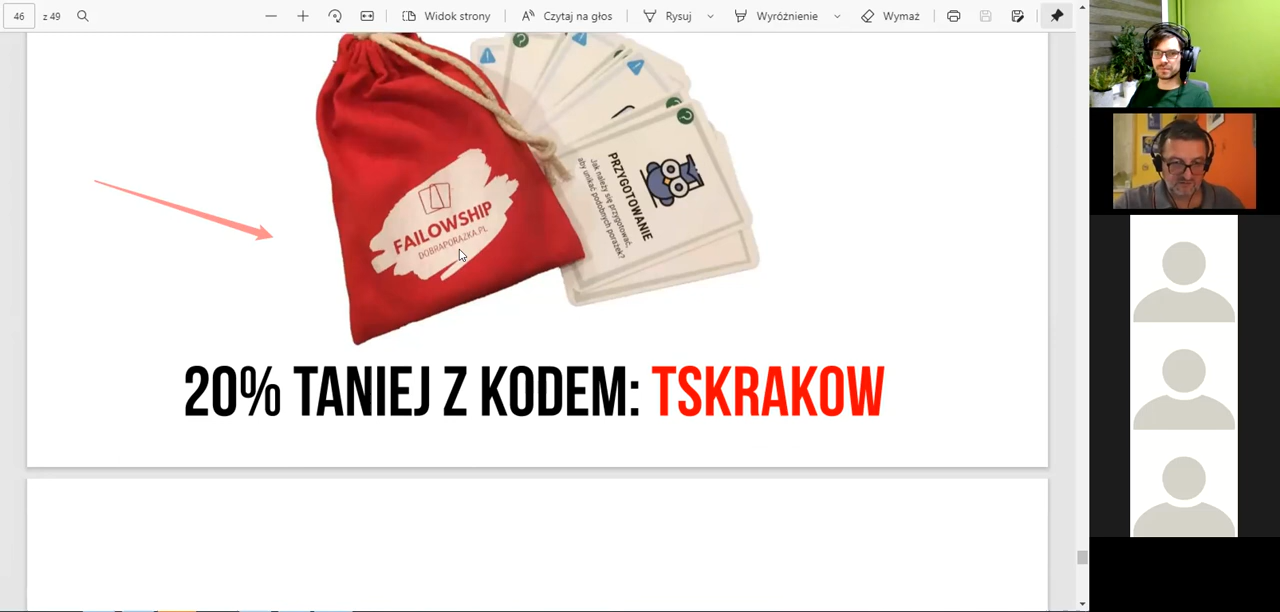 46 z 49 Widok strony Czytaj na głos Rysuj Wyróżnienie Wymaż
FAILOWSHIP
DOBRAPORAZKA.PL
PRZYGOTOWANIE
Jak należy się przygotować,
aby unikać podobnych porażek?
20% TANIEJ Z KODEM: TSKRAKOW